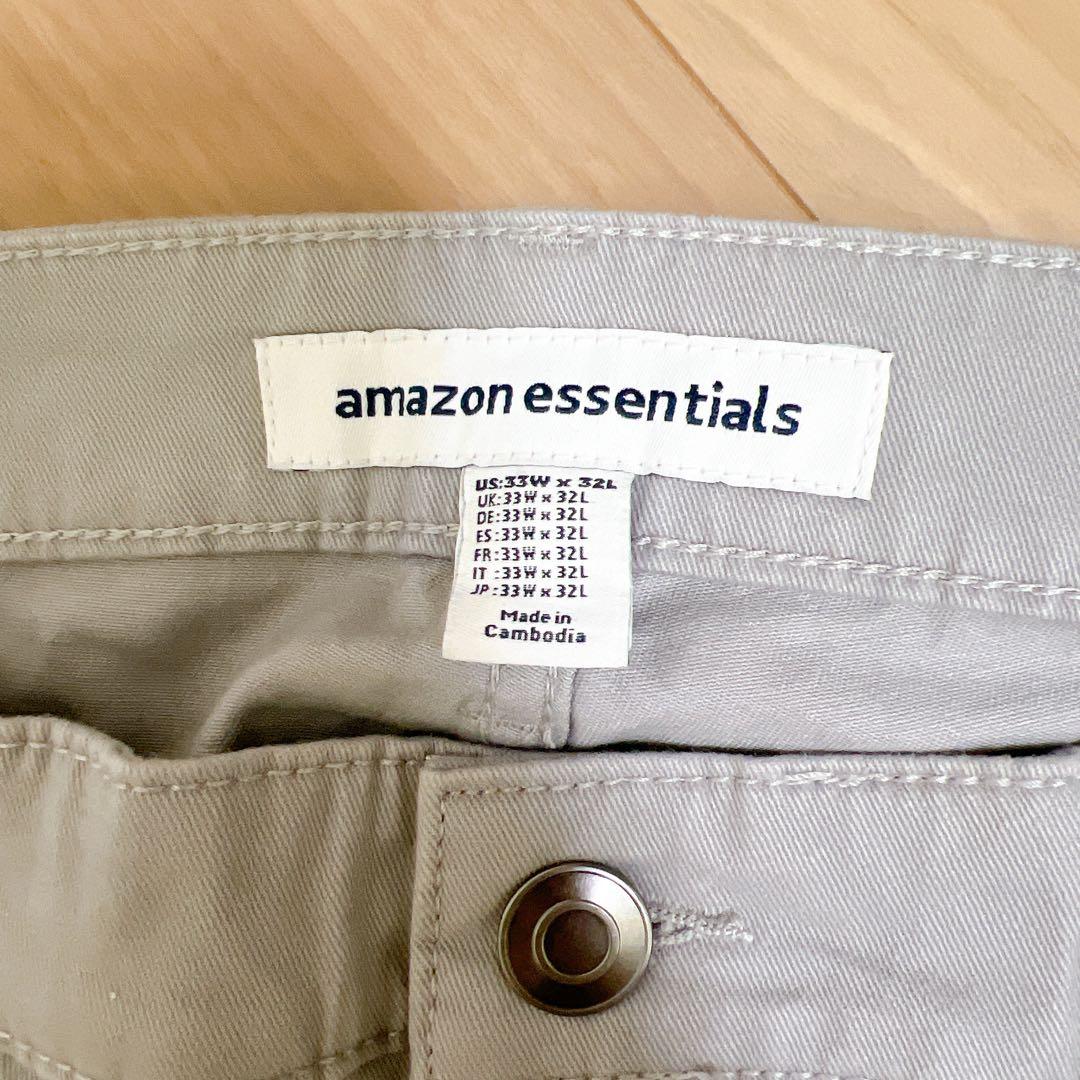 amazon essentials
US:33W x 32L
UK:33W x 32L
DE:33W x 32L
ES:33W x 32L
FR:33W x 32L
IT :33W x 32L
JP:33W x 32L
Made in
Cambodia